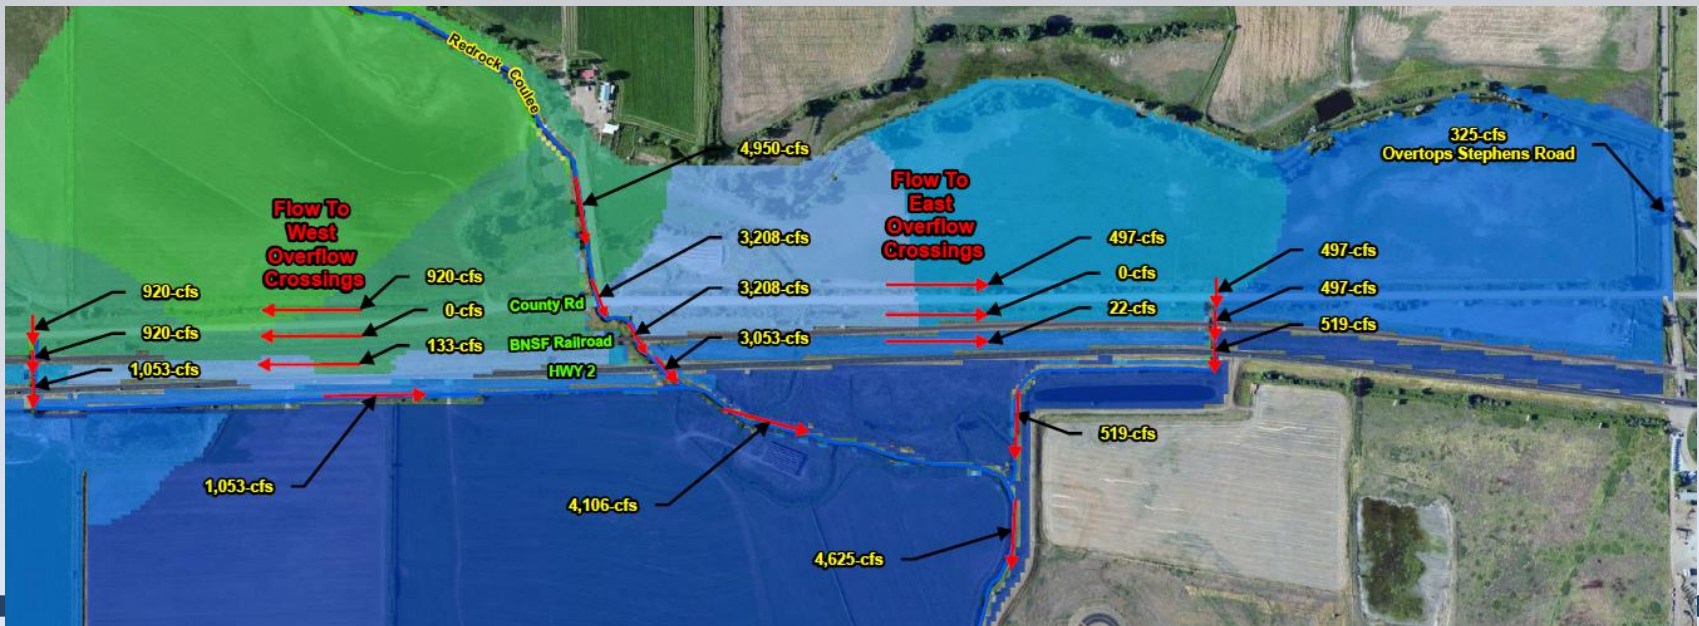 Redrock Coulee
4,950-cfs
325-cfs
Overtops Stephens Road
Flow To
West
Overflow
Crossings
Flow To
East
Overflow
Crossings
3,208-cfs
497-cfs
497-cfs
920-cfs
920-cfs
0-cfs
County Rd
3,208-cfs
497-cfs
0-cfs
22-cfs
920-cfs
133-cfs
BNSF Railroad
3,053-cfs
519-cfs
1,053-cfs
HWY 2
519-cfs
1,053-cfs
4,106-cfs
4,625-cfs